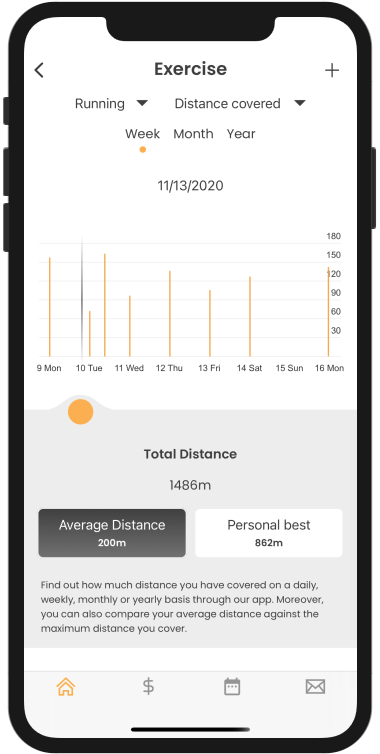 Exercise
Running Distance covered
Week Month Year
11/13/2020
180
150
120
90
60
30
9 Mon 10 Tue 11 Wed 12 Thu 13 Fri 14 Sat 15 Sun 16 Mon
Total Distance
1486m
Average Distance Personal best
200m 862m
Find out how much distance you have covered on a daily,
weekly, monthly or yearly basis through our app. Moreover,
you can also compare your average distance against the
maximum distance you cover.